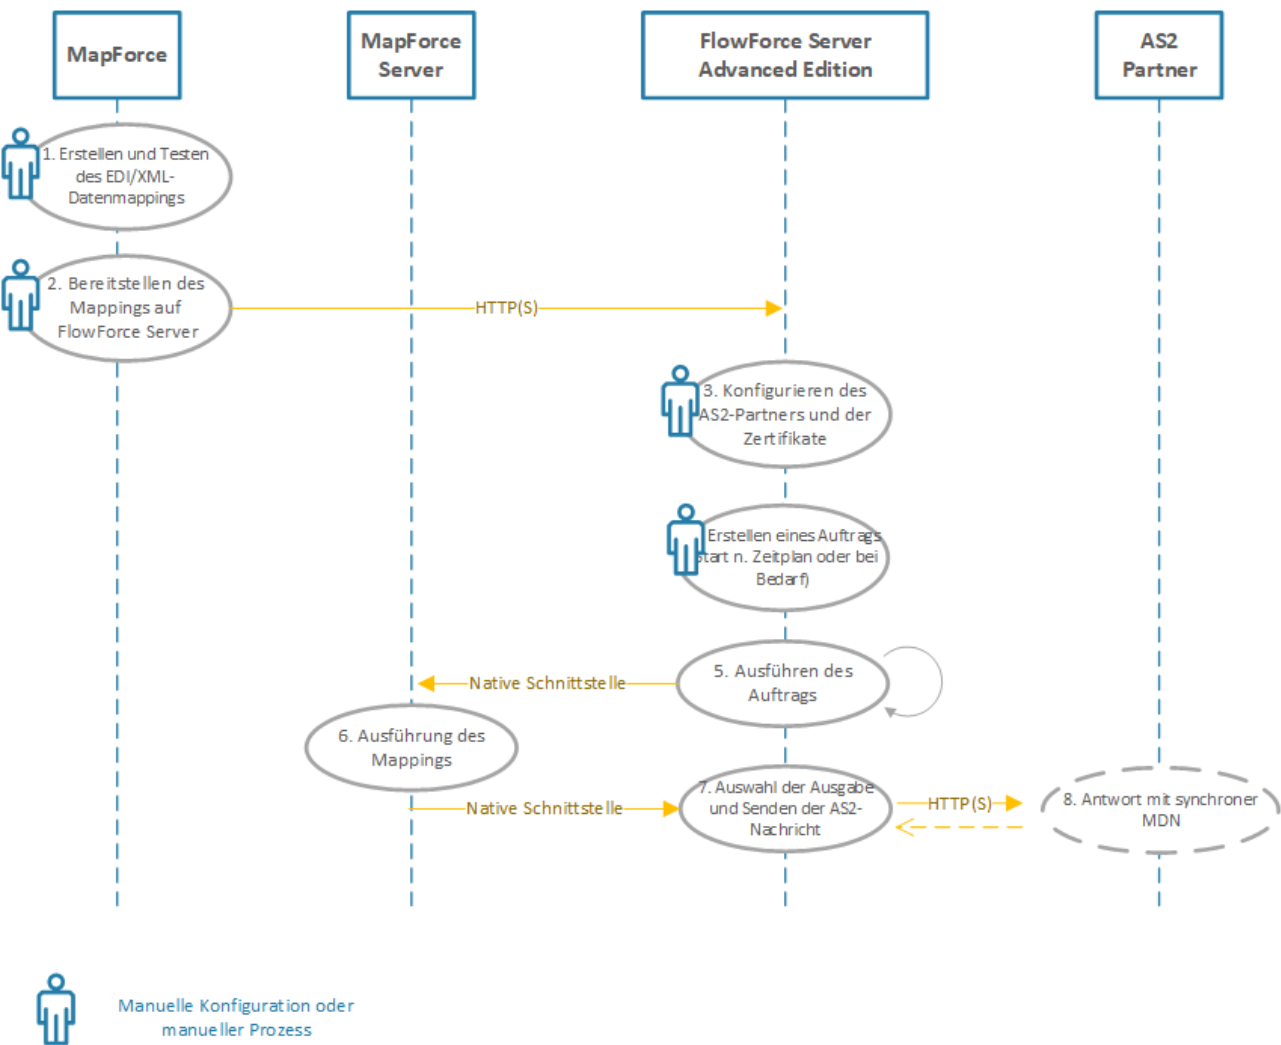 MapForce
MapForce
Server
FlowForce Server
Advanced Edition
AS2
Partner
1. Erstellen und Testen
des EDI/XML-
Datenmappings
2. Bereitstellen des
Mappings auf
FlowForce Server
HTTP(S)
3. Konfigurieren des
AS2-Partners und der
Zertifikate
Erstellen eines Auftrags
n. Zeitplan oder bei
Bedarf)
5. Ausführen des
Auftrags
Native Schnittstelle
6. Ausführung des
Mappings
Native Schnittstelle
7. Auswahl der Ausgabe
und Senden der AS2-
Nachricht
HTTP(S)
8. Antwort mit synchroner
MDN
Manuelle Konfiguration oder
manueller Prozess